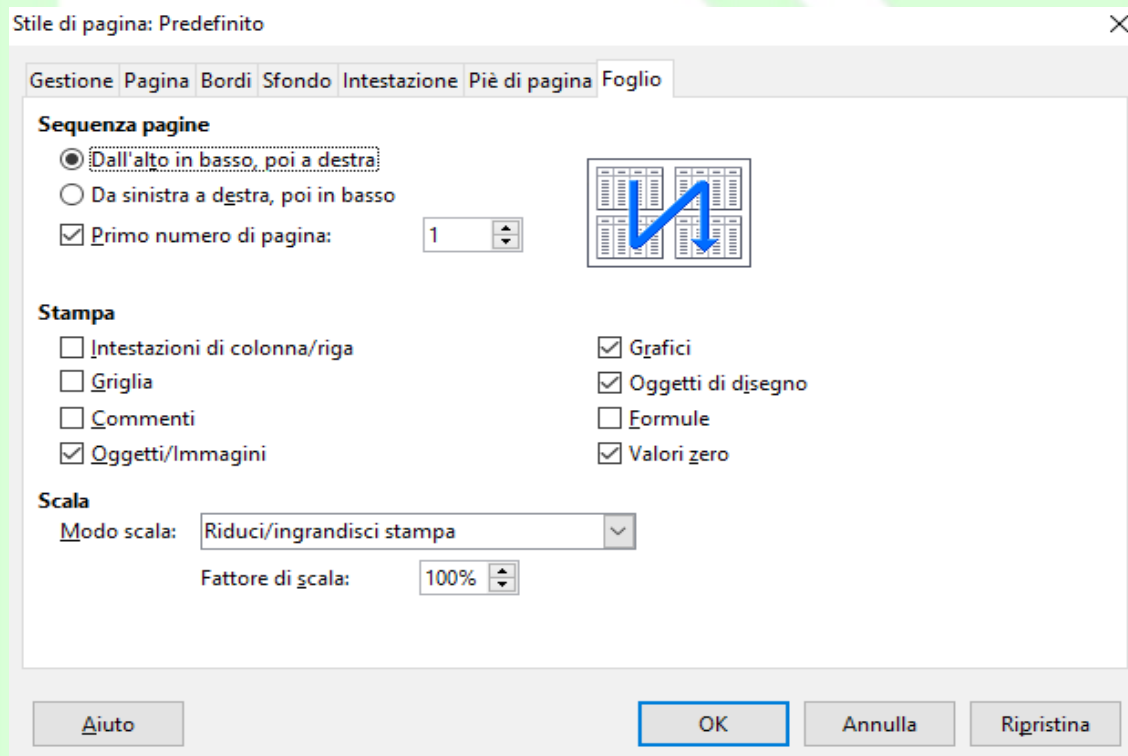 Stile di pagina: Predefinito
Gestione Pagina Bordi Sfondo Intestazione Piè di pagina Foglio
Sequenza pagine
Dall'alto in basso, poi a destra
Da sinistra a destra, poi in basso
Primo numero di pagina: 1
Stampa
Intestazioni di colonna/riga Grafici
Griglia Oggetti di disegno
Commenti Formule
Oggetti/Immagini Valori zero
Scala
Modo scala: Riduci/ingrandisci stampa
Fattore di scala: 100%
Aiuto OK Annulla Ripristina